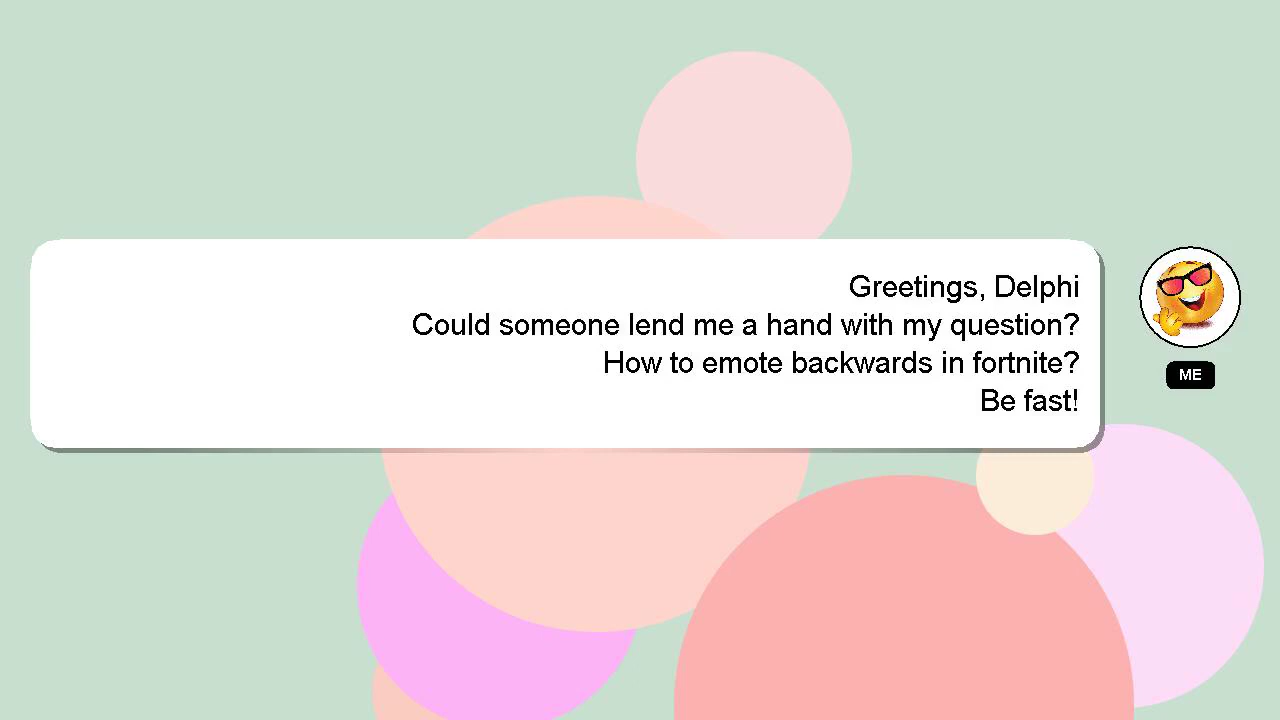 Greetings, Delphi
Could someone lend me a hand with my question?
How to emote backwards in fortnite?
Be fast!
ME